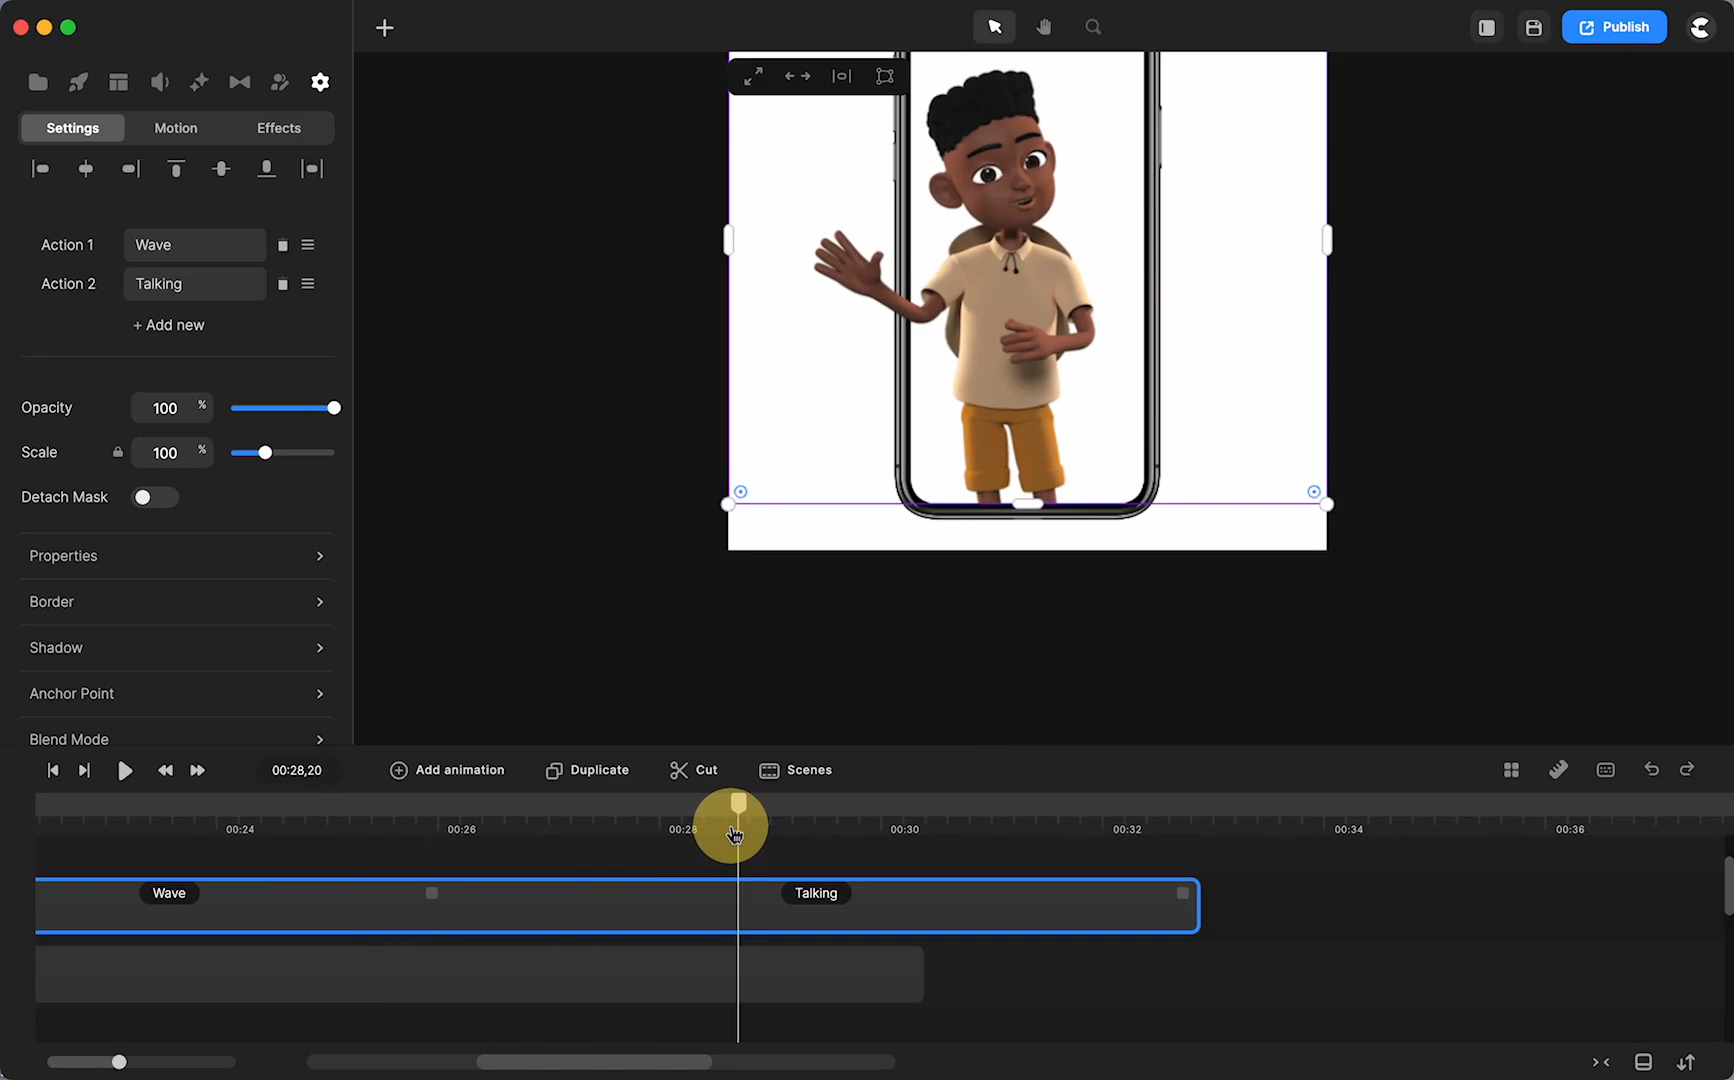 Publish
Settings
Motion
Effects
Action 1
Wave
Action 2
Talking
+ Add new
Opacity
100
%
Scale
100
%
Detach Mask
Properties
Border
Shadow
Anchor Point
Blend Mode
00:28,20
Add animation
Duplicate
Cut
Scenes
00:24
00:26
00:28
00:30
00:32
00:34
00:36
Wave
Talking